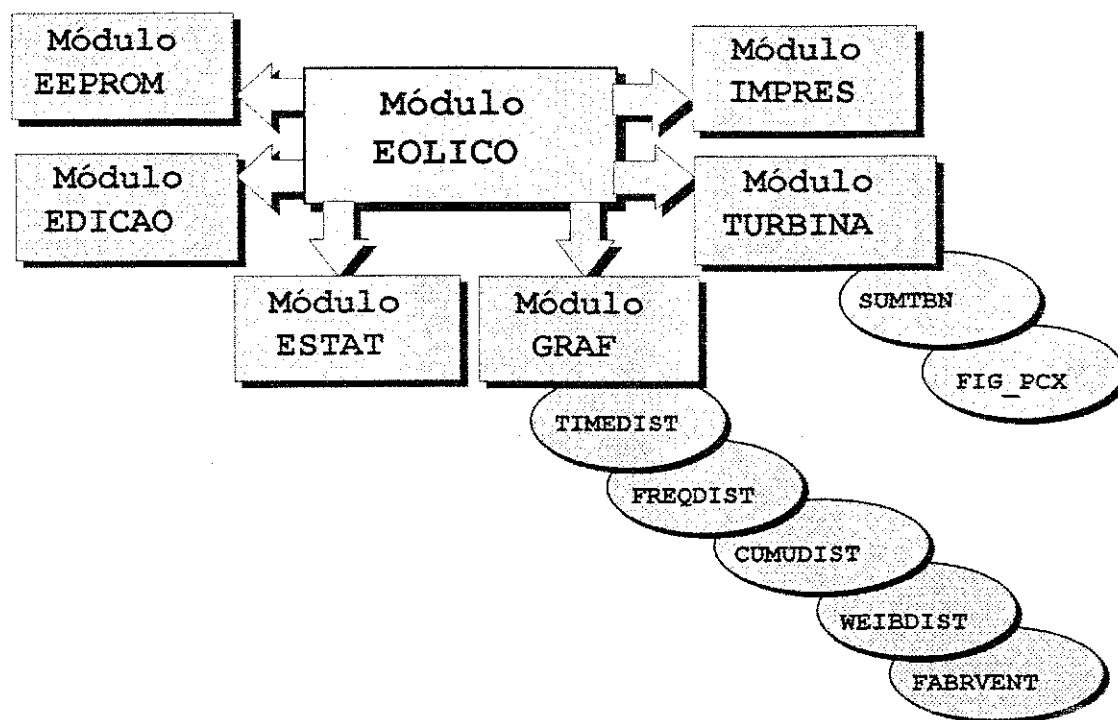 Módulo
EEPROM
Módulo
EOLICO
Módulo
IMPRES
Módulo
EDICAO
Módulo
TURBINA
Módulo
ESTAT
Módulo
GRAF
SUMTBN
FIG_PCX
TIMEDIST
FREQDIST
CUMUDIST
WEIBDIST
FABRVENT